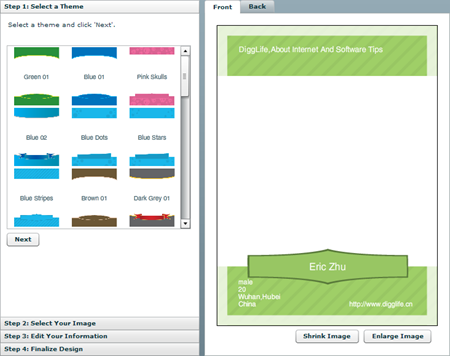 Step 1: Select a Theme
Select a theme and click 'Next'.
Green 01
Blue 01
Pink Skulls
Blue 02
Blue Dots
Blue Stars
Blue Stripes
Brown 01
Dark Grey 01
Next
Step 2: Select Your Image
Step 3: Edit Your Information
Step 4: Finalize Design
Front
Back
DiggLife,About Internet And Software Tips
Eric Zhu
male
20
Wuhan,Hubei
China
http://www.digglife.cn
Shrink Image
Enlarge Image